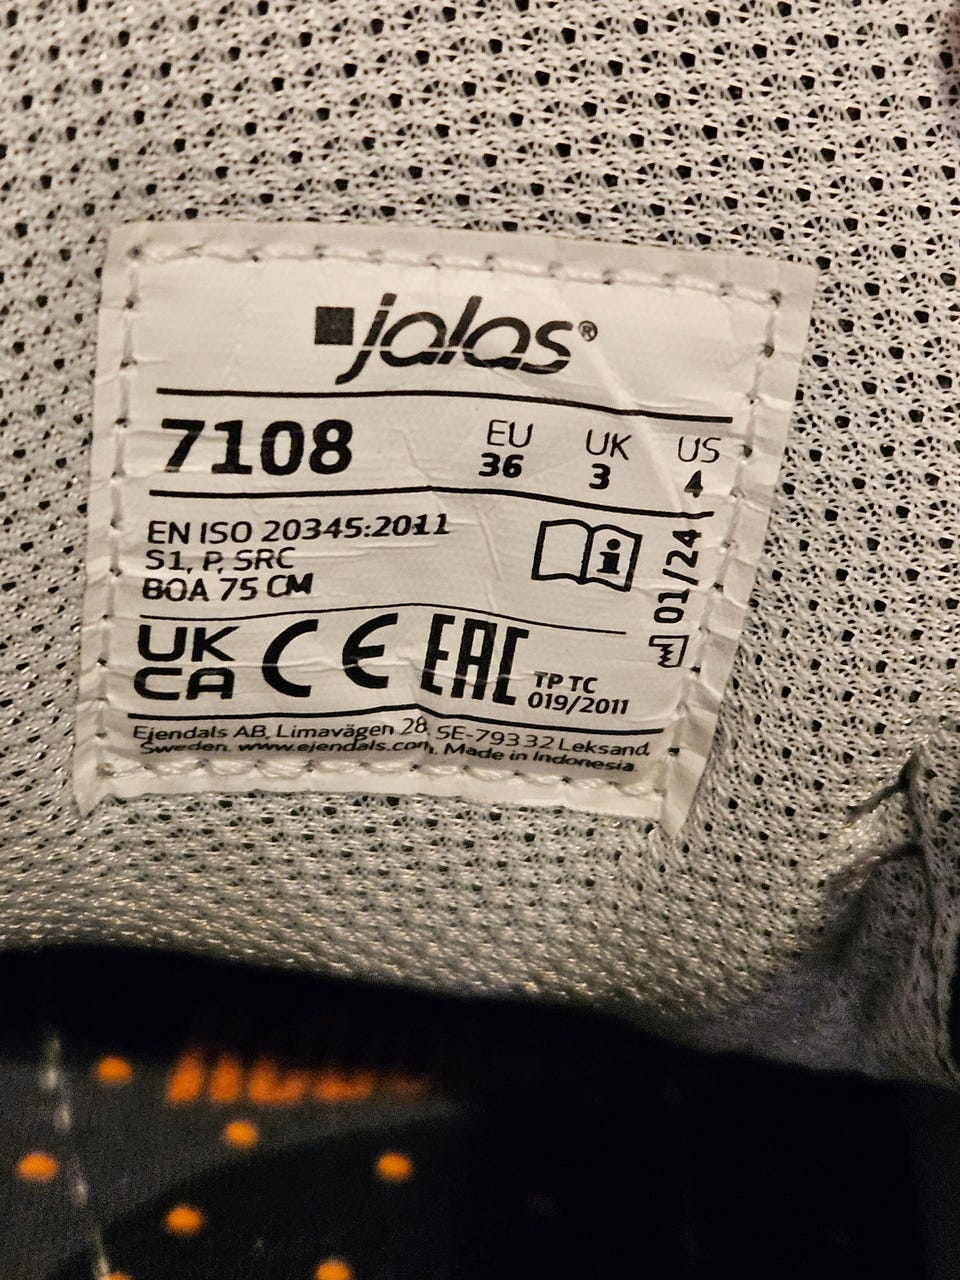 jalas®
7108 EU 36 UK 3 US 4
EN ISO 20345:2011
S1, P, SRC
BOA 75 CM
i
01/24
UK
CA CE EAC TP TC
019/2011
Ejendals AB, Limavägen 28, SE-793 32 Leksand,
Sweden. www.ejendals.com, Made in Indonesia.